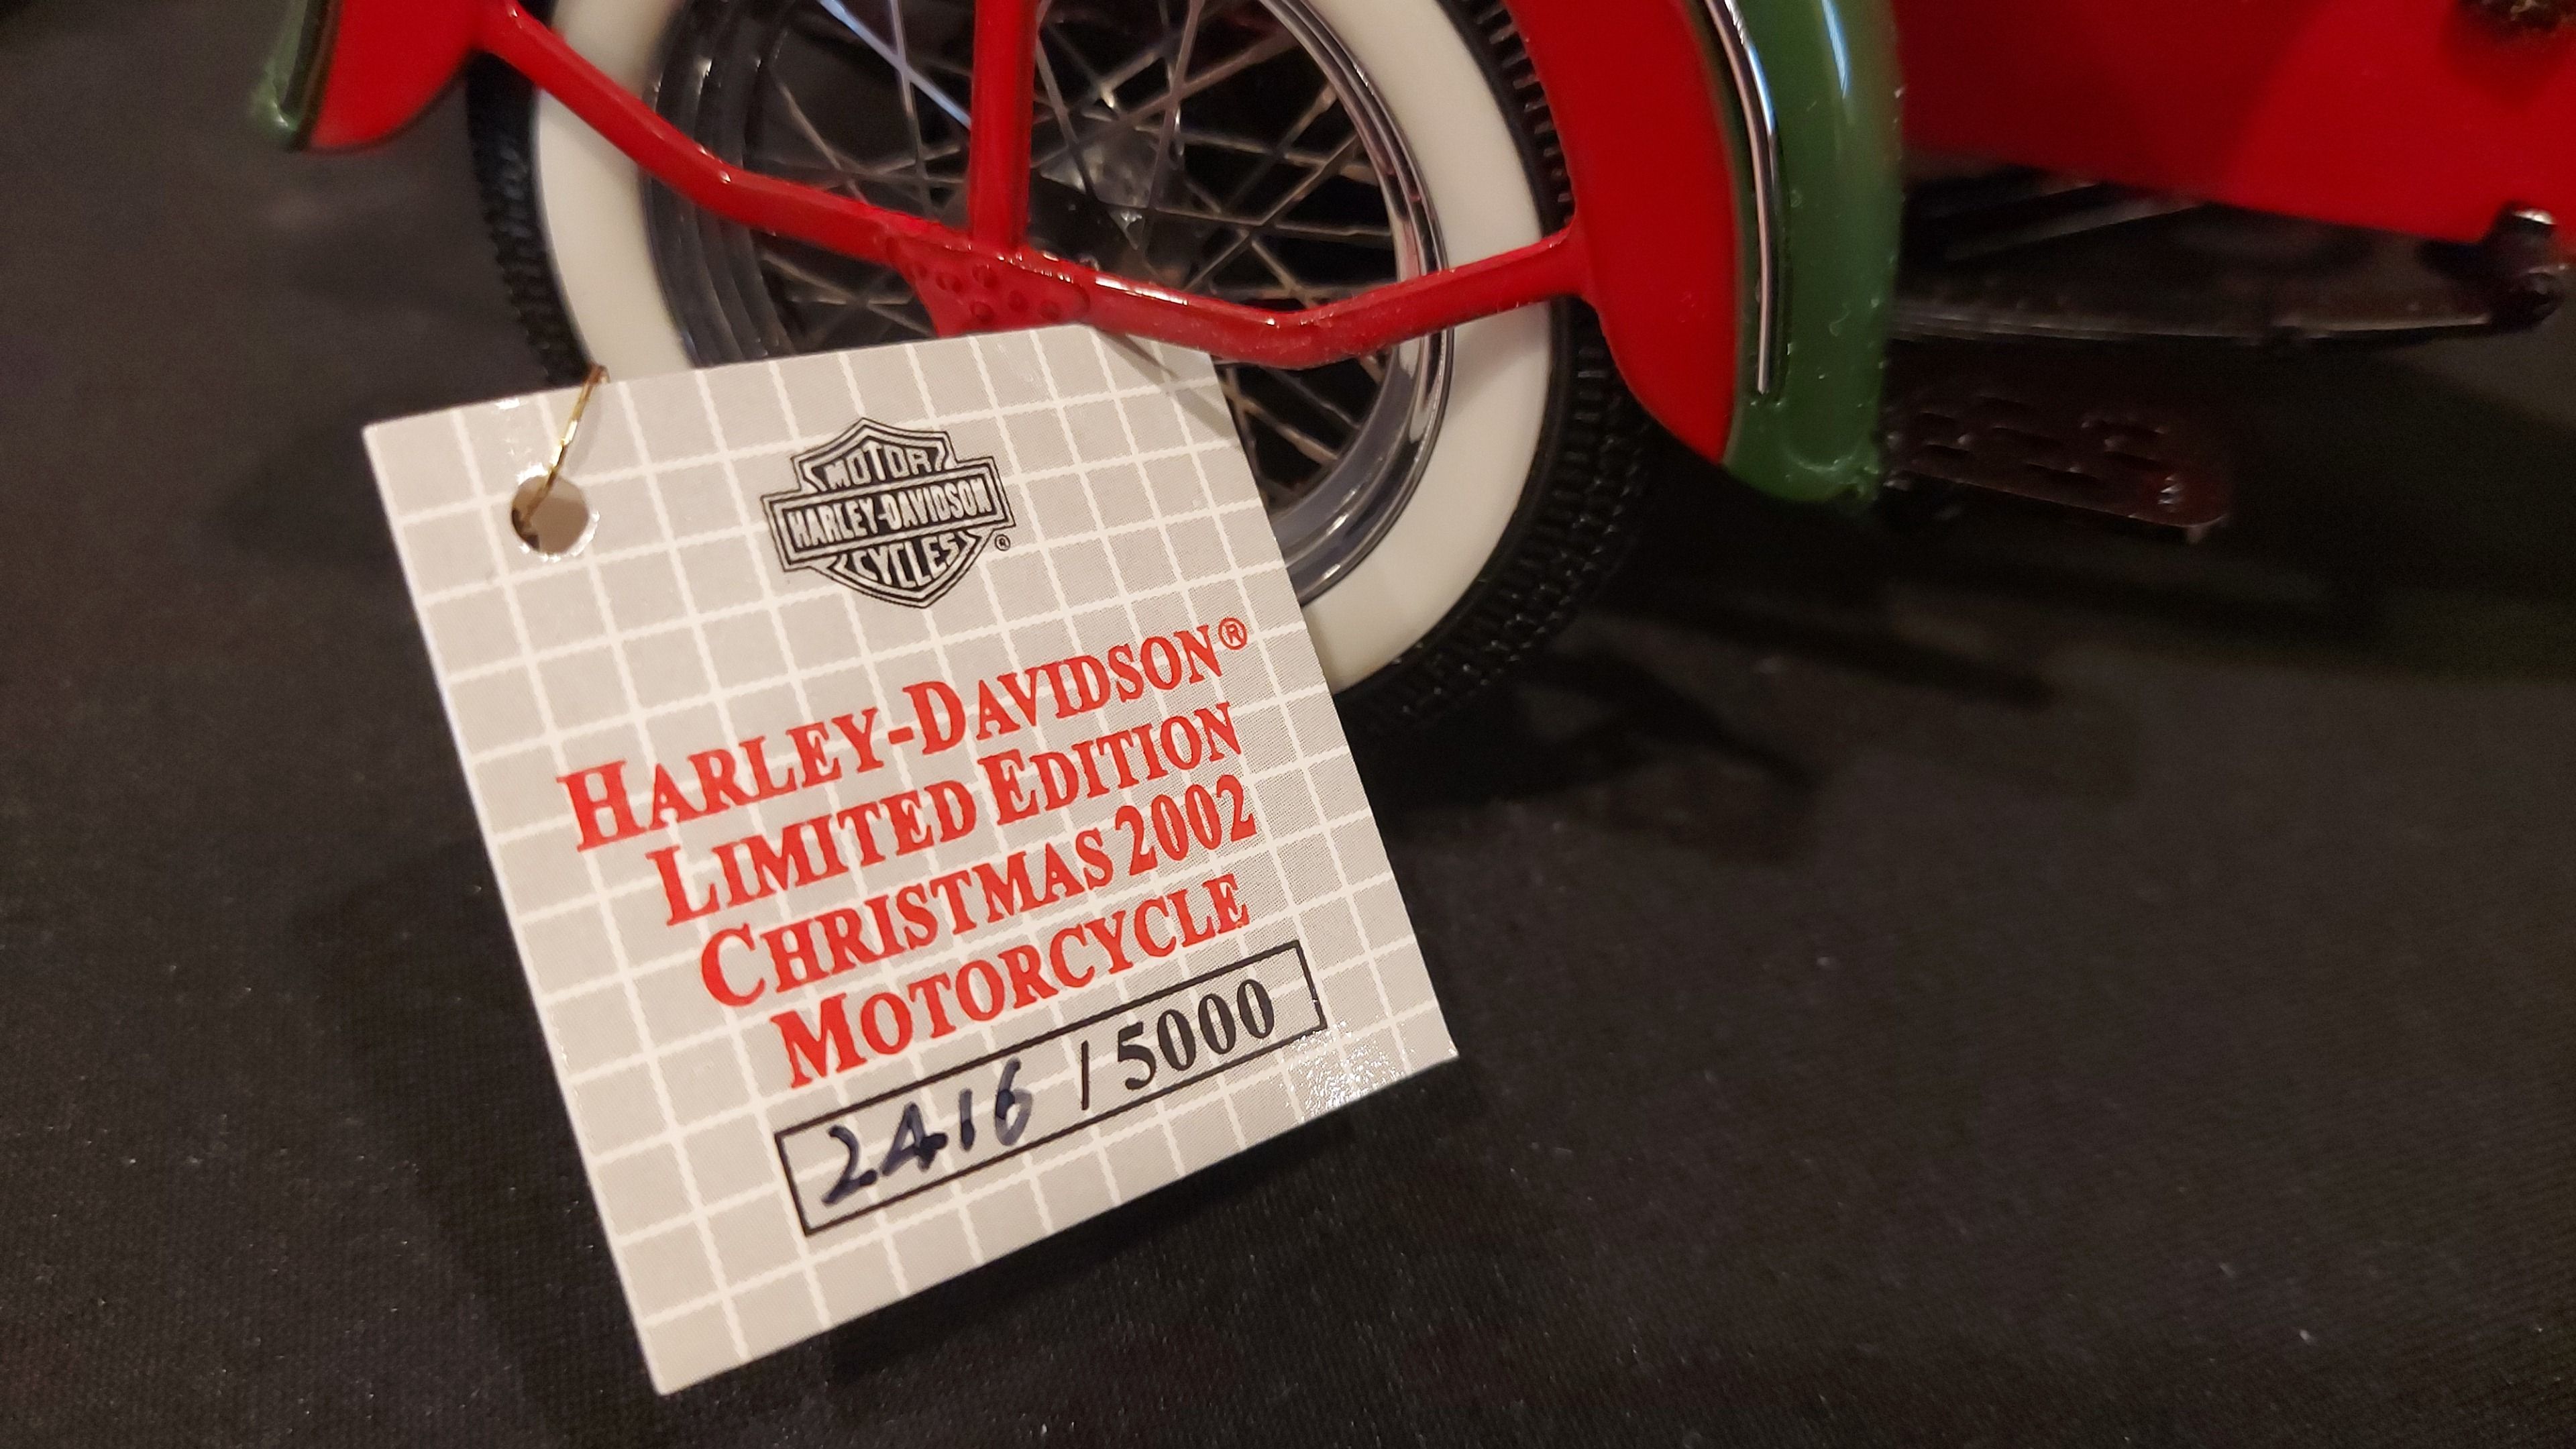 MOTOR
HARLEY-DAVIDSON
CYCLES®
HARLEY-DAVIDSON®
LIMITED EDITION
CHRISTMAS 2002
MOTORCYCLE
2416 / 5000